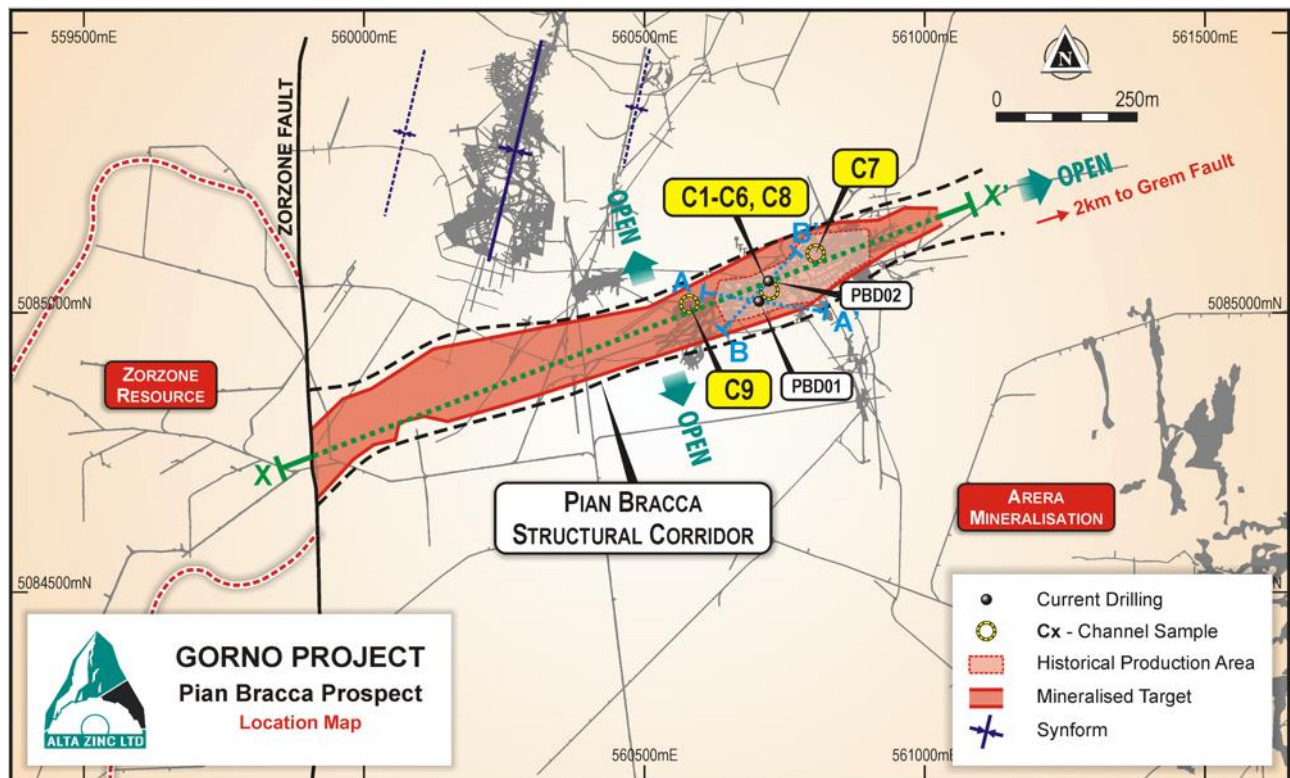 559500mE
560000mE
560500mE
561000mE
561500mE
N
0
250m
ZORZONE FAULT
C7
C1-C6, C8
OPEN
X'
2km to Grem Fault
OPEN
B'
A
PBD02
5085000mN
5085000mN
A'
B
ZORZONE
RESOURCE
C9
PBD01
OPEN
X
PIAN BRACCA
STRUCTURAL CORRIDOR
ARERA
MINERALISATION
5084500mN
GORNO PROJECT
Pian Bracca Prospect
Location Map
ALTA ZINC LTD
Current Drilling
Cx - Channel Sample
Historical Production Area
Mineralised Target
Synform
560500mE
561000mE